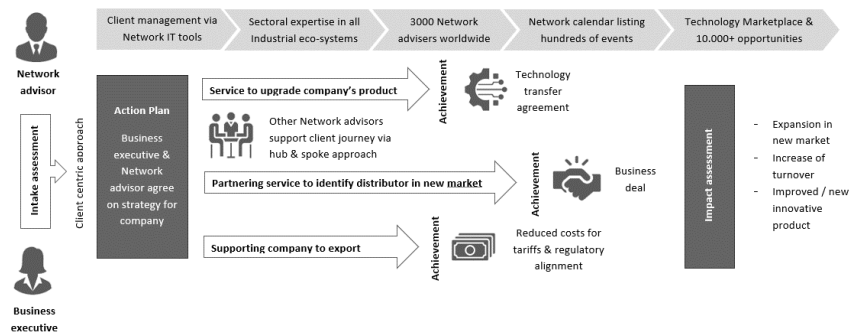 Client management via
Network IT tools
Sectoral expertise in all
Industrial eco-systems
3000 Network
advisers worldwide
Network calendar listing
hundreds of events
Technology Marketplace &
10.000+ opportunities
Network
advisor
Intake assessment
Business
executive
Client centric approach
Action Plan
Business
executive &
Network
advisor agree
on strategy for
company
Service to upgrade company's product
Achievement
Technology
transfer
agreement
Other Network advisors
support client journey via
hub & spoke approach
Partnering service to identify distributor in new market
Achievement
Business
deal
Supporting company to export
Achievement
Reduced costs for
tariffs & regulatory
alignment
Impact assessment
- Expansion in
new market
- Increase of
turnover
- Improved / new
innovative
product